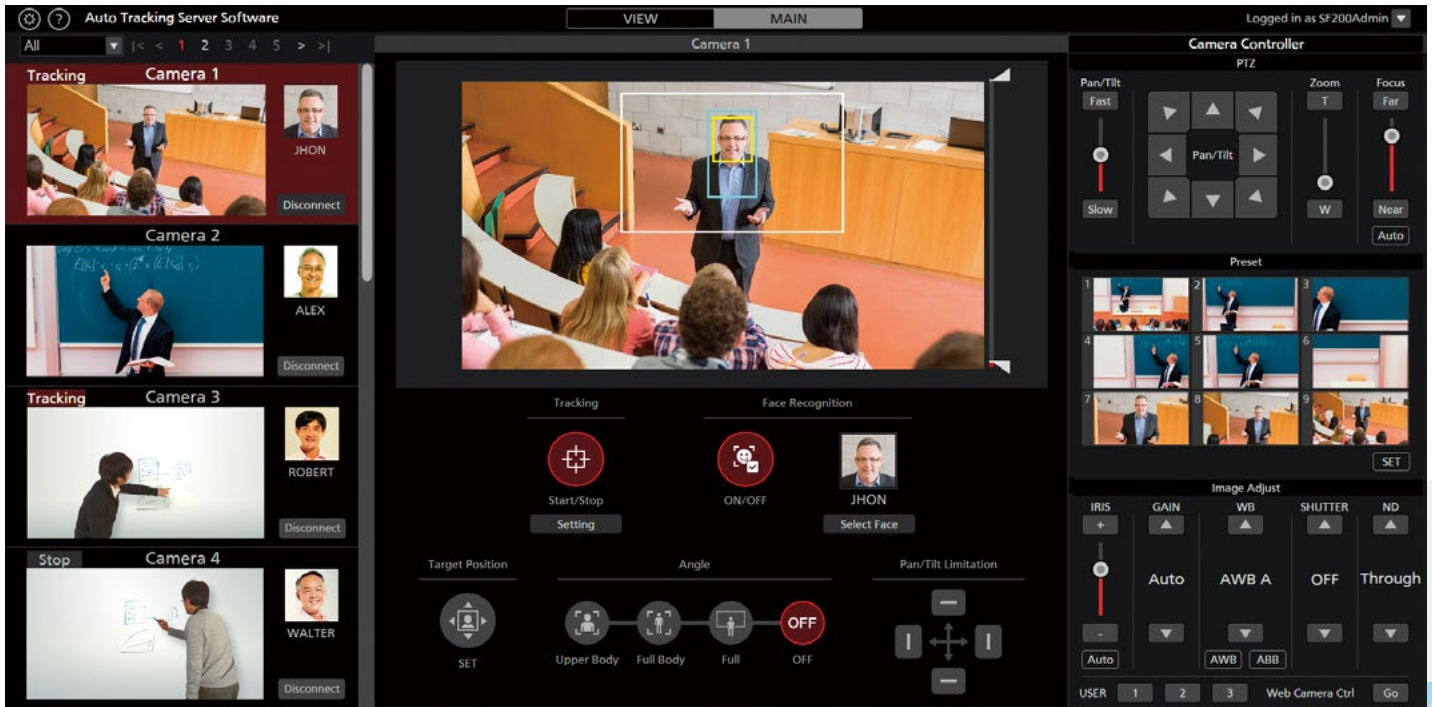 Auto Tracking Server Software
VIEW
MAIN
Logged in as SF200Admin
All
|< < 1 2 3 4 5 > >|
Tracking
Camera 1
JHON
Disconnect
Camera 2
ALEX
Disconnect
Tracking
Camera 3
ROBERT
Disconnect
Stop
Camera 4
WALTER
Disconnect
Camera 1
Tracking
Face Recognition
Start/Stop
ON/OFF
JHON
Setting
Select Face
Target Position
Angle
Pan/Tilt Limitation
OFF
SET
Upper Body
Full Body
Full
OFF
Camera Controller
PTZ
Pan/Tilt
Zoom
Focus
Fast
T
Far
Pan/Tilt
Slow
W
Near
Auto
Preset
1
2
3
4
5
6
7
8
9
SET
Image Adjust
IRIS
GAIN
WB
SHUTTER
ND
+
Auto
AWB A
OFF
Through
-
Auto
AWB
ABB
USER
1
2
3
Web Camera Ctrl
Go